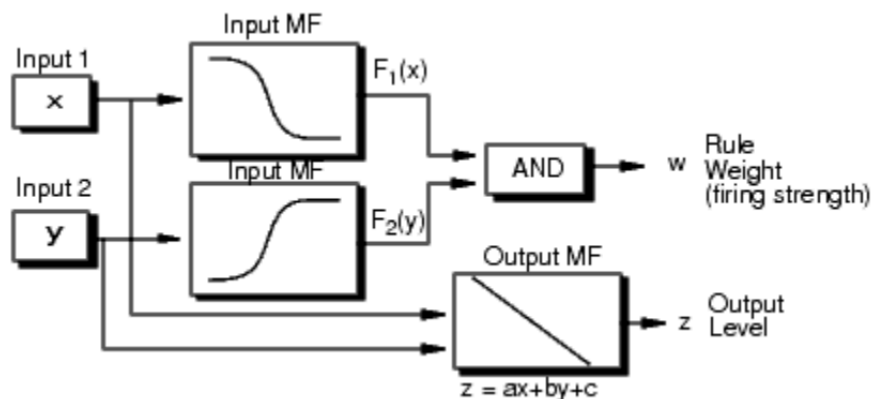 Input MF
Input 1
x
F1(x)
Input MF
AND
w
Rule
Weight
(firing strength)
Input 2
y
F2(y)
Output MF
z
Output
Level
z = ax+by+c